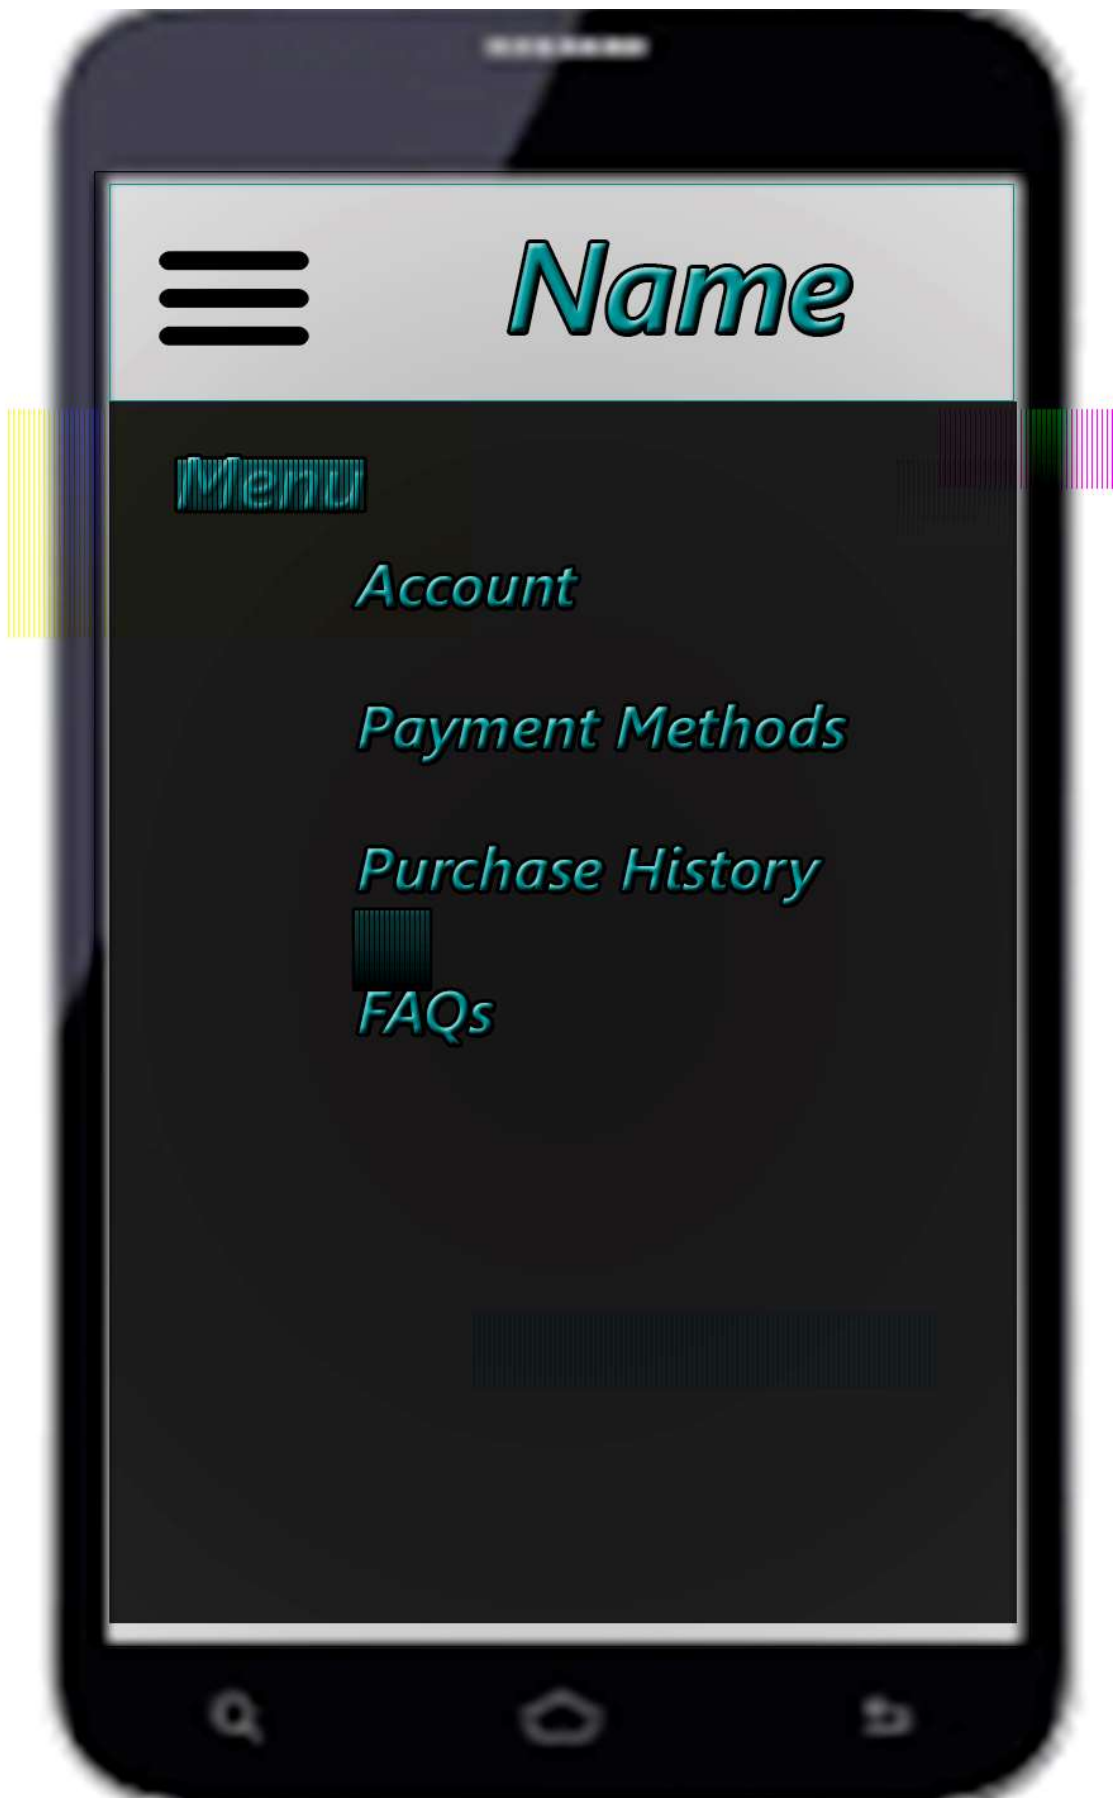 Name
Menu
Account
Payment Methods
Purchase History
FAQs